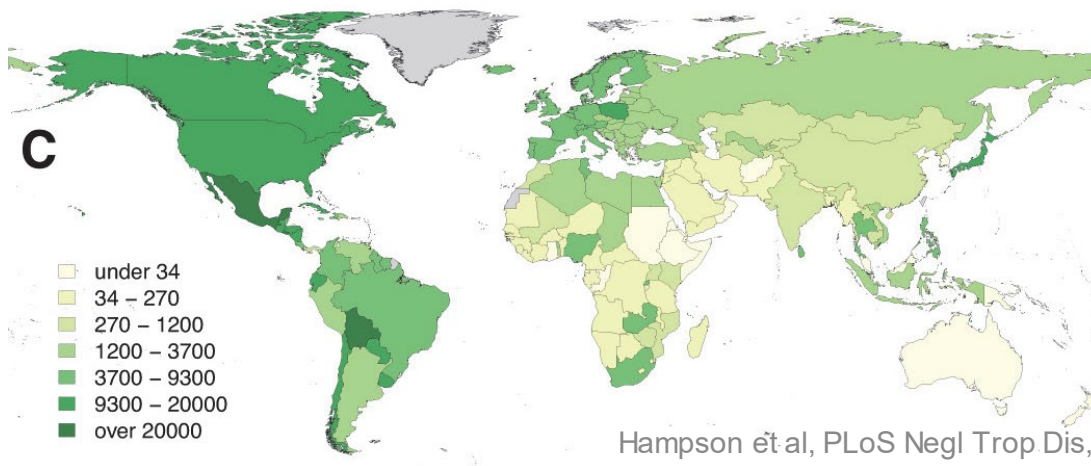 C
under 34
34 – 270
270 – 1200
1200 – 3700
3700 – 9300
9300 – 20000
over 20000
Hampson et al, PLoS Negl Trop Dis.